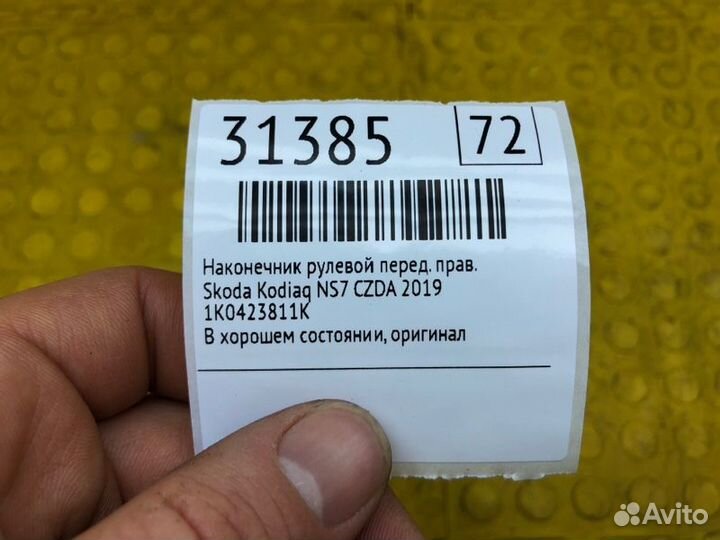 31385
72
Наконечник рулевой перед. прав.
Skoda Kodiaq NS7 CZDA 2019
1K0423811K
В хорошем состоянии, оригинал
Avito